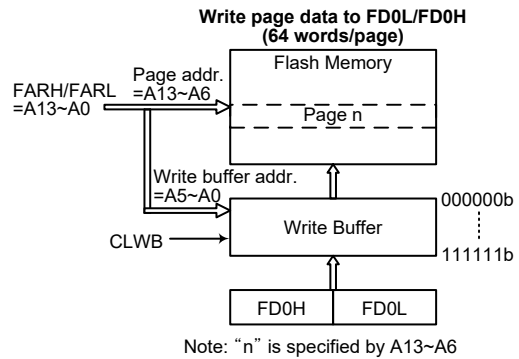 Write page data to FD0L/FD0H
(64 words/page)
Flash Memory
Page addr.
=A13~A6
FARH/FARL
=A13~A0
Page n
Write buffer addr.
=A5~A0
000000b
Write Buffer
CLWB
111111b
FD0H
FD0L
Note: “n” is specified by A13~A6